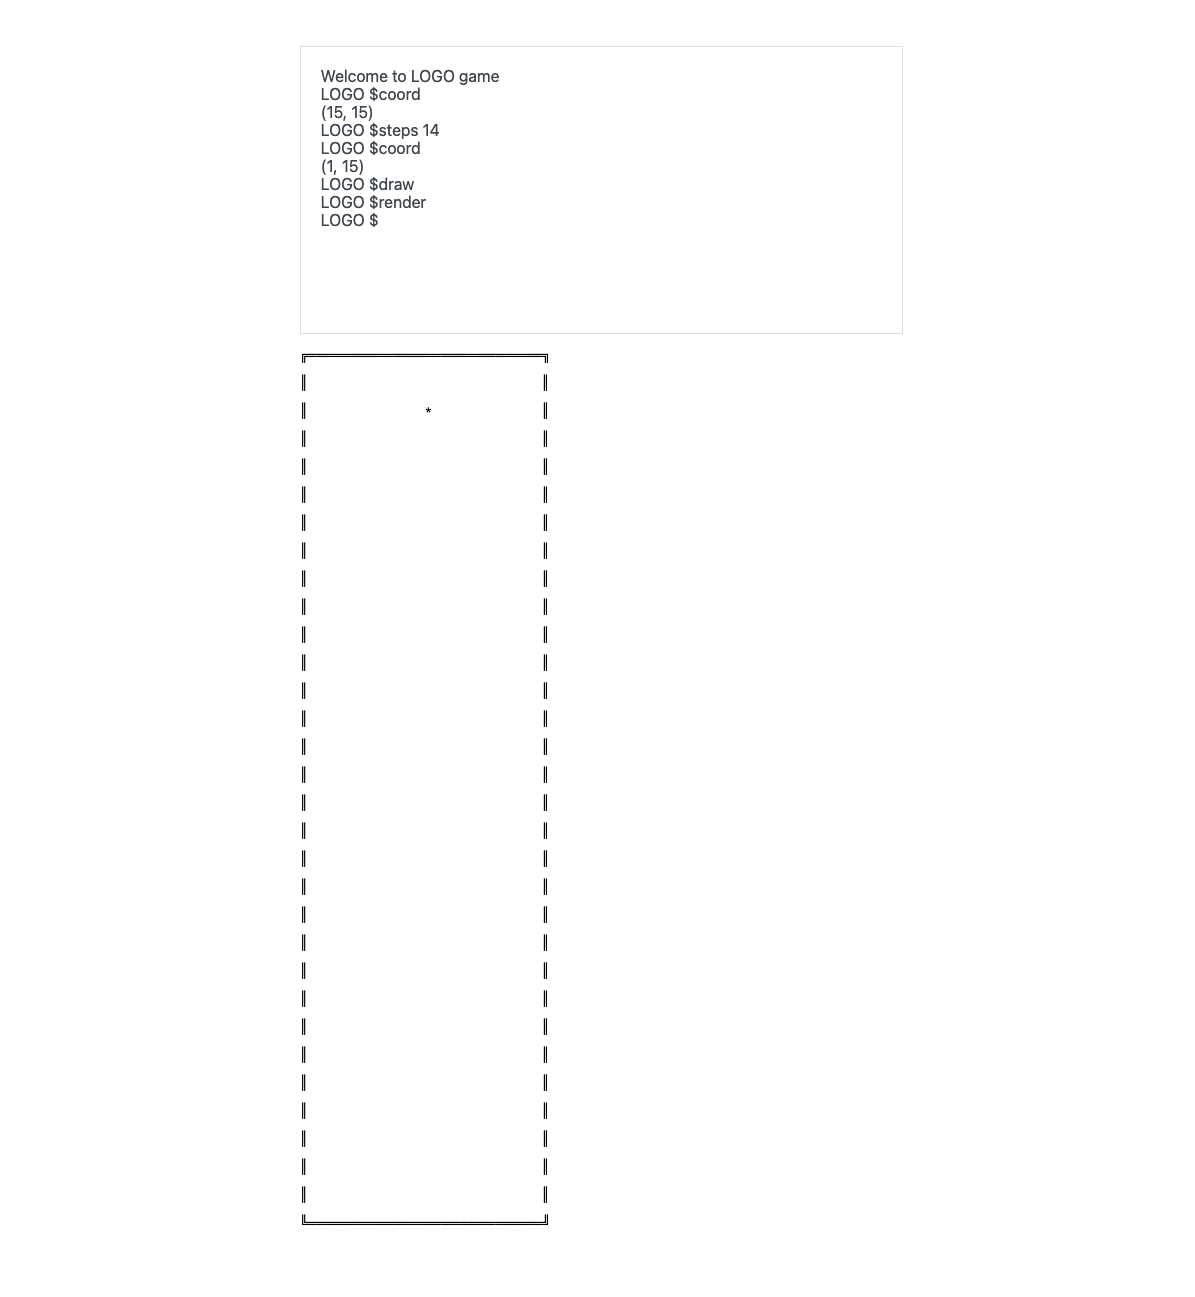 Welcome to LOGO game
LOGO $coord
(15, 15)
LOGO $steps 14
LOGO $coord
(1, 15)
LOGO $draw
LOGO $render
LOGO $
*